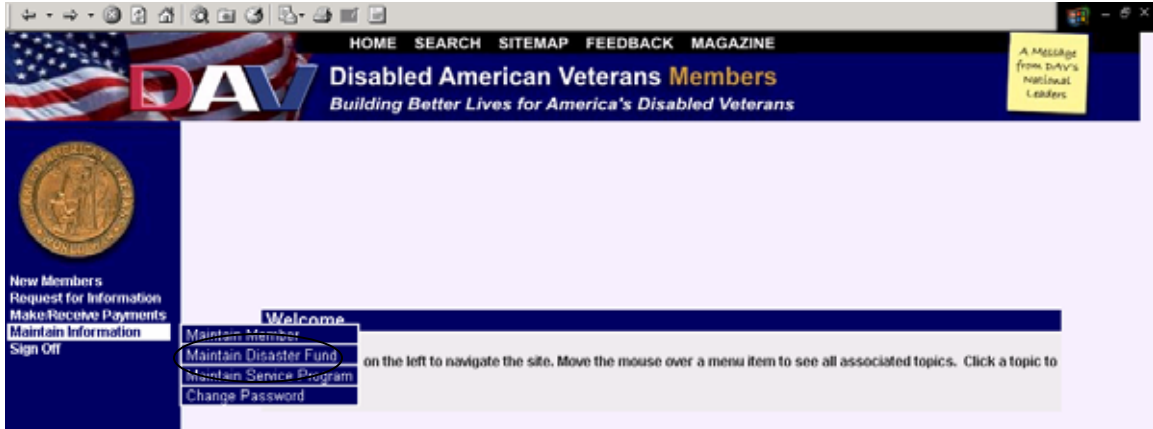 HOME SEARCH SITEMAP FEEDBACK MAGAZINE
A Message
from DAV's
National
Leaders
DAV
Disabled American Veterans Members
Building Better Lives for America's Disabled Veterans
New Members
Request for Information
Make/Receive Payments
Maintain Information
Sign Off
Welcome
Maintain Member
Maintain Disaster Fund
Maintain Service Program
Change Password
on the left to navigate the site. Move the mouse over a menu item to see all associated topics. Click a topic to